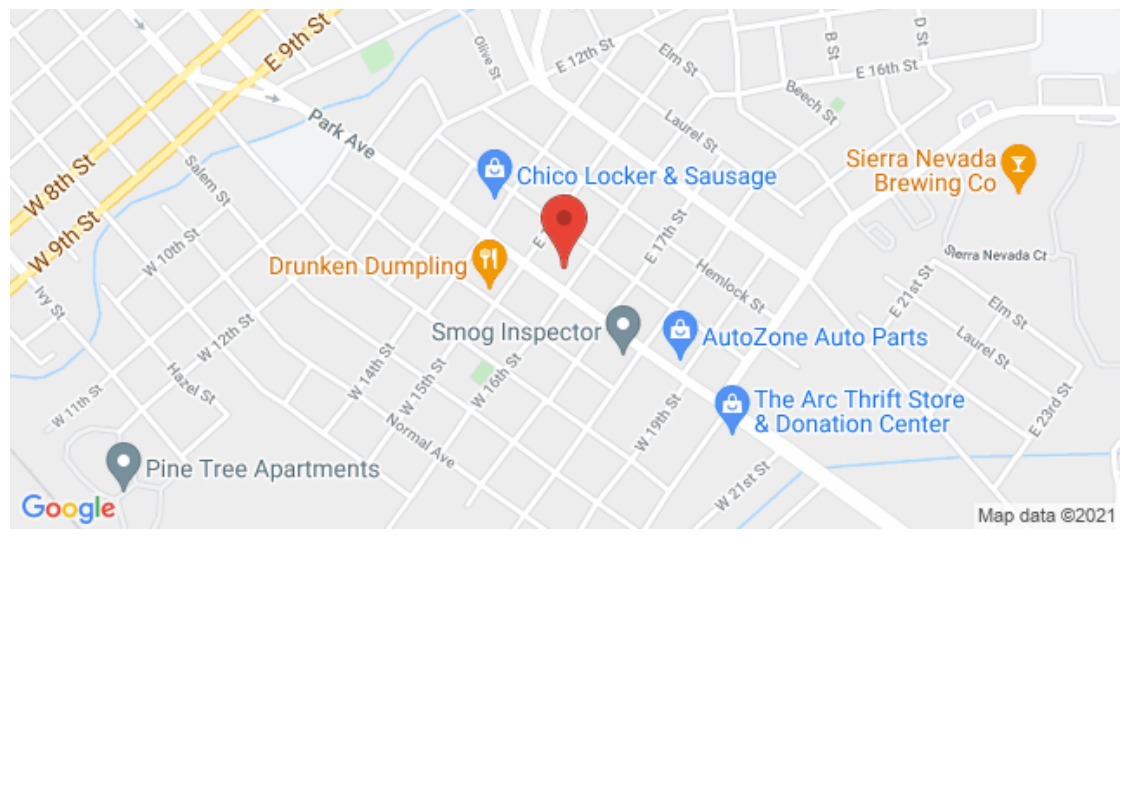 Olive St
E 12th St
Elm St
B St
D St
E 16th St
E 9th St
Beech St
Park Ave
Laurel St
W 8th St
Salem St
Chico Locker & Sausage
Sierra Nevada
Brewing Co
W 9th St
W 10th St
E 17th St
Drunken Dumpling
Sierra Nevada Ct
Hemlock St
E 21st St
Ivy St
Elm St
W 12th St
Smog Inspector
AutoZone Auto Parts
Laurel St
Hazel St
W 14th St
W 15th St
W 16th St
W 11th St
The Arc Thrift Store
& Donation Center
E 23rd St
W 19th St
Normal Ave
Pine Tree Apartments
W 21st St
Google
Map data ©2021